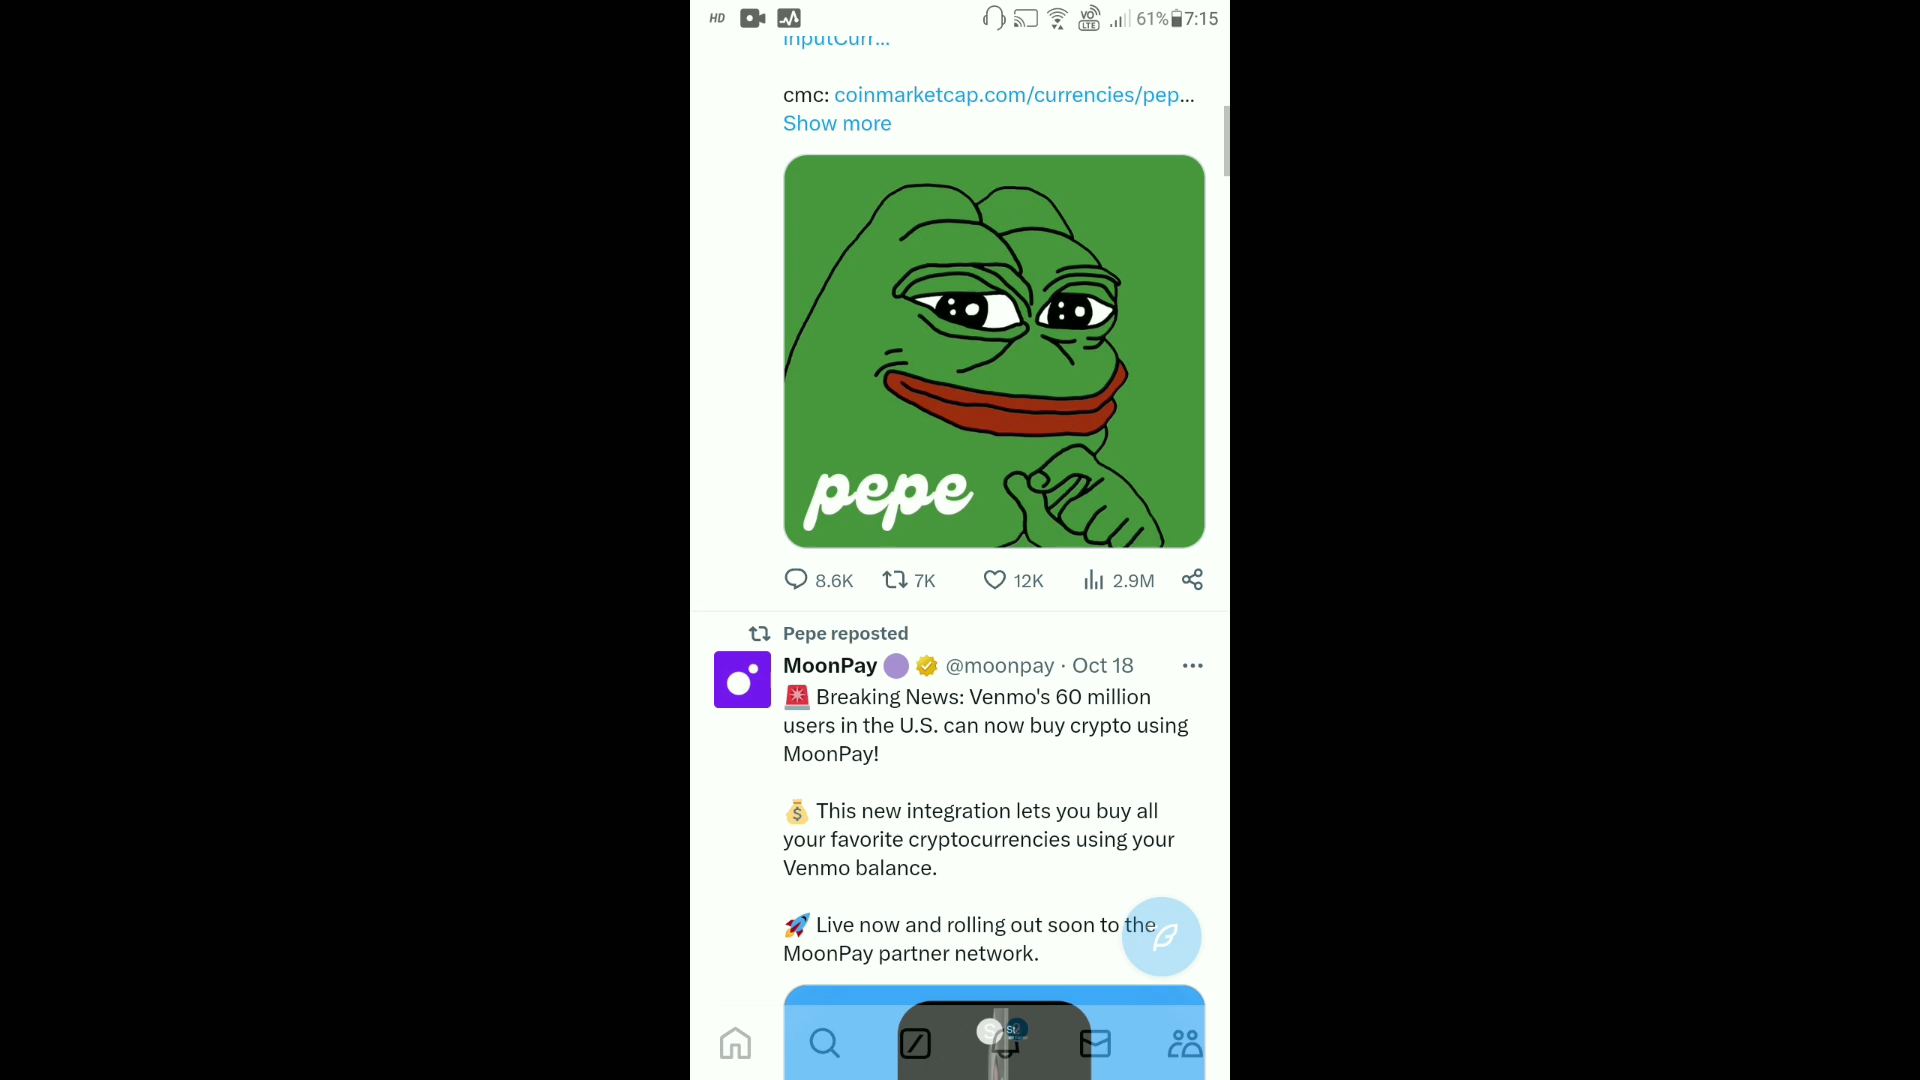 HD VO LTE 61% 7:15
InputCurr...
cmc: coinmarketcap.com/currencies/pep...
Show more
pepe
8.6K 7K 12K 2.9M
Pepe reposted
MoonPay @moonpay · Oct 18
Breaking News: Venmo's 60 million
users in the U.S. can now buy crypto using
MoonPay!
This new integration lets you buy all
your favorite cryptocurrencies using your
Venmo balance.
Live now and rolling out soon to the
MoonPay partner network.